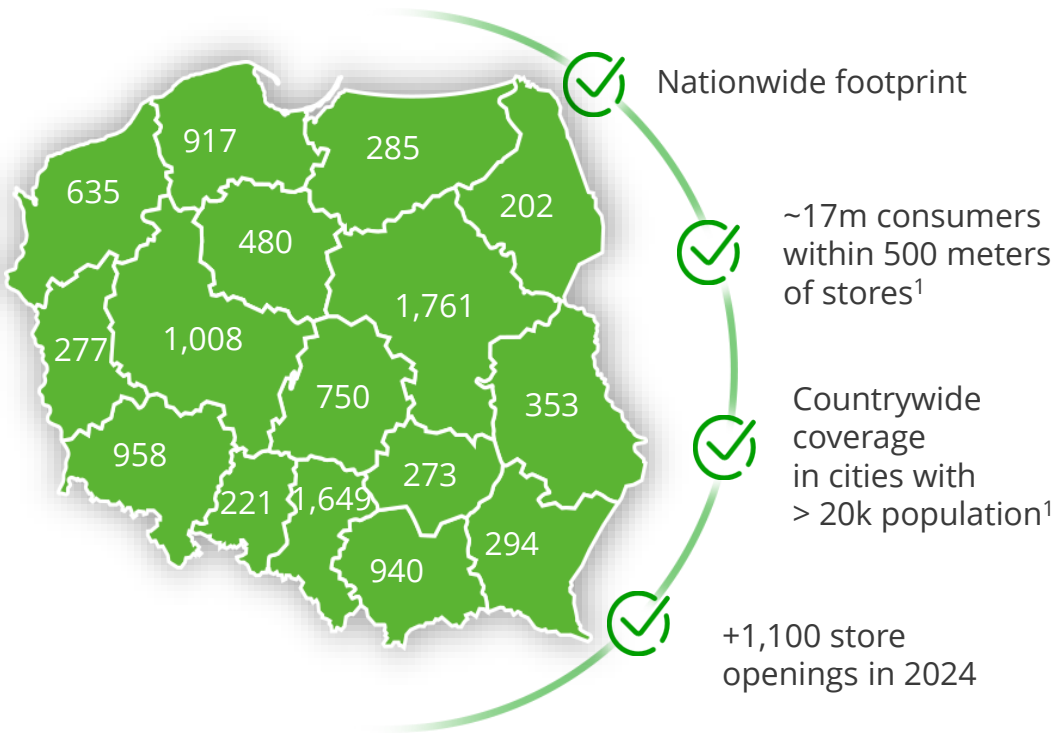 917
285
635
202
480
1,761
277
1,008
750
353
958
273
221
1,649
294
940
Nationwide footprint
~17m consumers
within 500 meters
of stores¹
Countrywide
coverage
in cities with
> 20k population¹
+1,100 store
openings in 2024